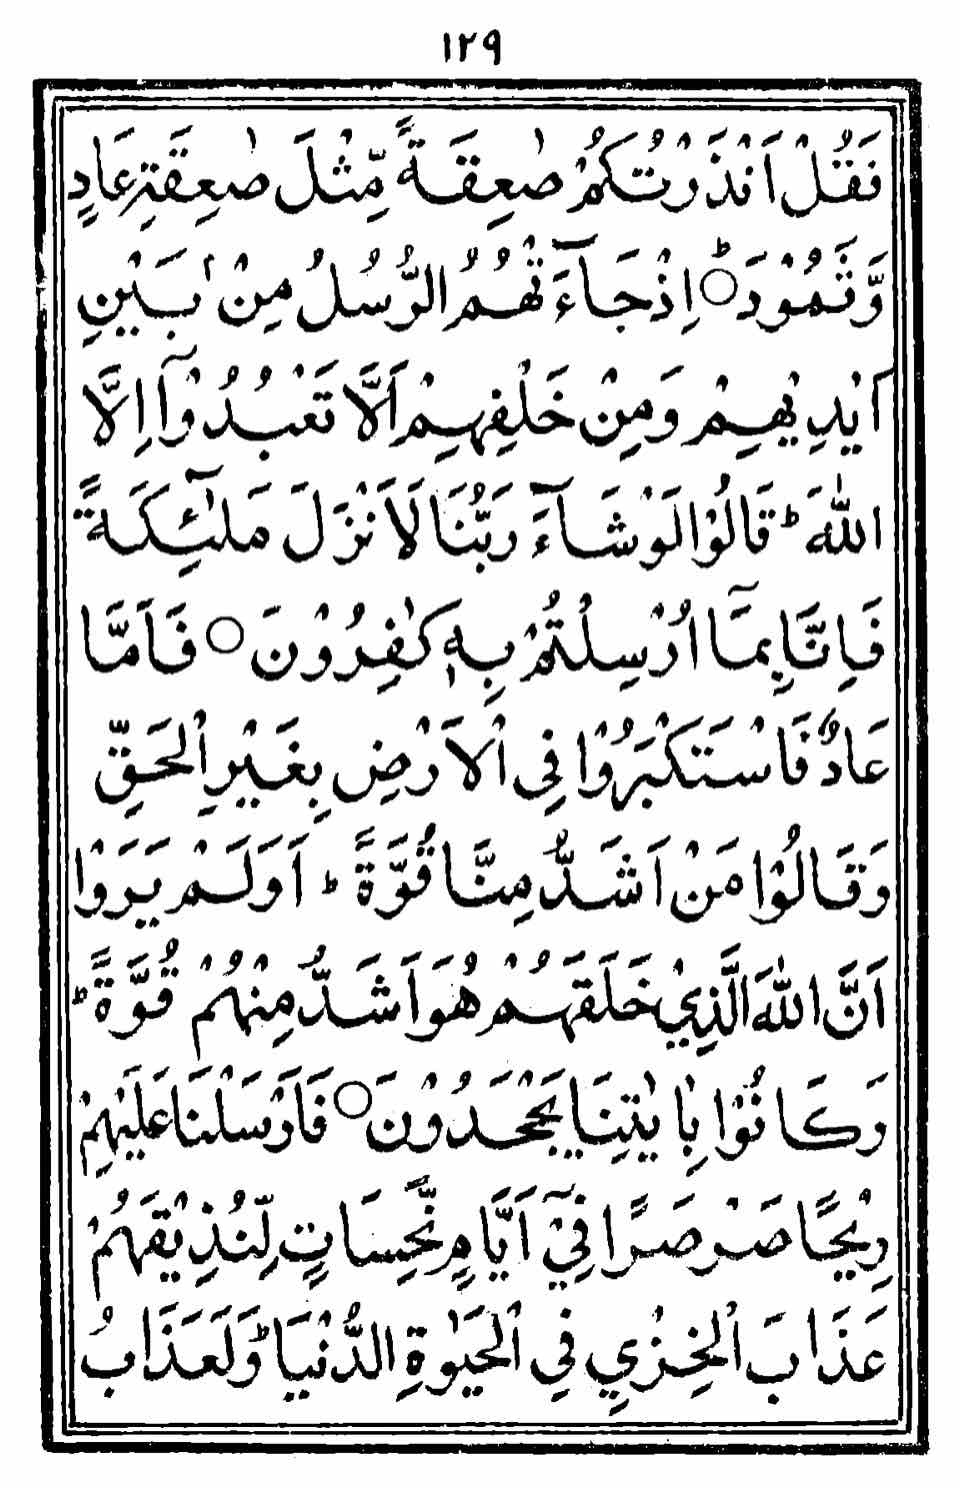 ١٢٩
فَقُلْ اَنْذَرْتُكُمْ صٰعِقَةً مِّثْلَ صٰعِقَةِ عَادٍ
وَّثَمُوْدَ ؕ○ اِذْ جَآءَتْهُمُ الرُّسُلُ مِنْۢ بَيْنِ
اَيْدِيْهِمْ وَمِنْ خَلْفِهِمْ اَلَّا تَعْبُدُوْٓا اِلَّا
اللّٰهَ ؕ قَالُوْا لَوْ شَآءَ رَبُّنَا لَاَنْزَلَ مَلٰٓئِكَةً
فَاِنَّا بِمَآ اُرْسِلْتُمْ بِهٖ كٰفِرُوْنَ ○ فَاَمَّا
عَادٌ فَاسْتَكْبَرُوْا فِى الْاَرْضِ بِغَيْرِ الْحَقِّ
وَقَالُوْا مَنْ اَشَدُّ مِنَّا قُوَّةً ؕ اَوَلَمْ يَرَوْا
اَنَّ اللّٰهَ الَّذِيْ خَلَقَهُمْ هُوَ اَشَدُّ مِنْهُمْ قُوَّةً ؕ
وَكَانُوْا بِاٰيٰتِنَا يَجْحَدُوْنَ ○ فَاَرْسَلْنَا عَلَيْهِمْ
رِيْحًا صَرْصَرًا فِيْٓ اَيَّامٍ نَّحِسَاتٍ لِّنُذِيْقَهُمْ
عَذَابَ الْخِزْيِ فِى الْحَيٰوةِ الدُّنْيَا ؕ وَلَعَذَابُ